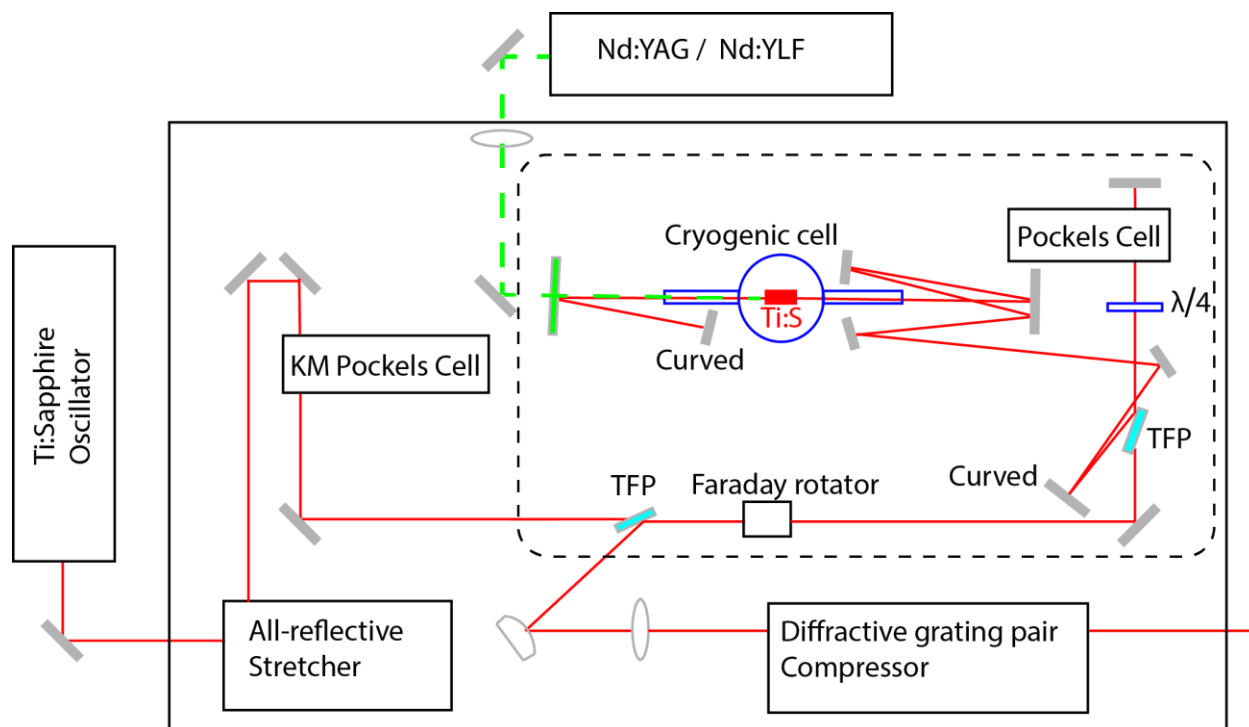 Nd:YAG / Nd:YLF
Cryogenic cell
Pockels Cell
Ti:S
λ/4
Curved
KM Pockels Cell
Ti:Sapphire
Oscillator
TFP
Curved
TFP
Faraday rotator
All-reflective
Stretcher
Diffractive grating pair
Compressor